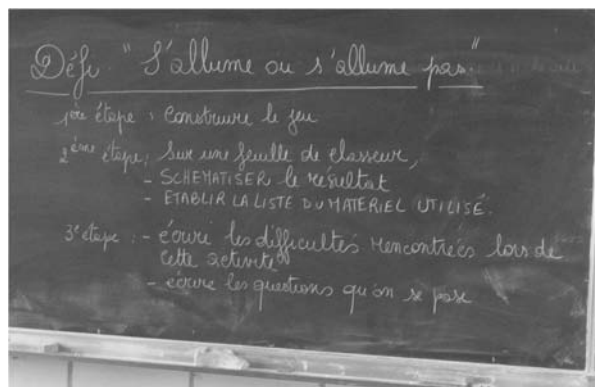 Défi "S'allume ou s'allume pas"
1ère étape : Construire le jeu
2ème étape : Sur une feuille de classeur,
- SCHEMATISER le résultat
- ETABLIR LA LISTE DU MATERIEL UTILISÉ.
3e étape : - écrire les difficultés rencontrées lors de
cette activité
- écrire les questions qu'on se pose